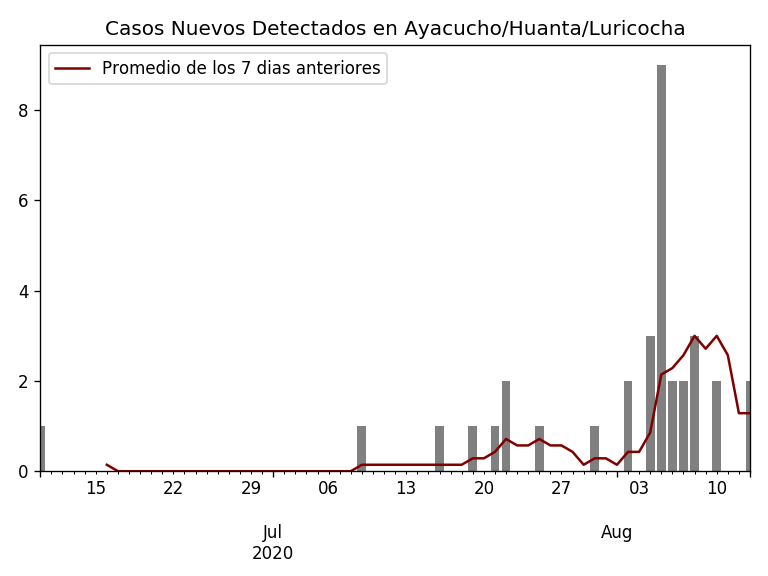 Casos Nuevos Detectados en Ayacucho/Huanta/Luricocha
Promedio de los 7 dias anteriores
8
6
4
2
0
15 22 29 06 13 20 27 03 10
Jul Aug
2020